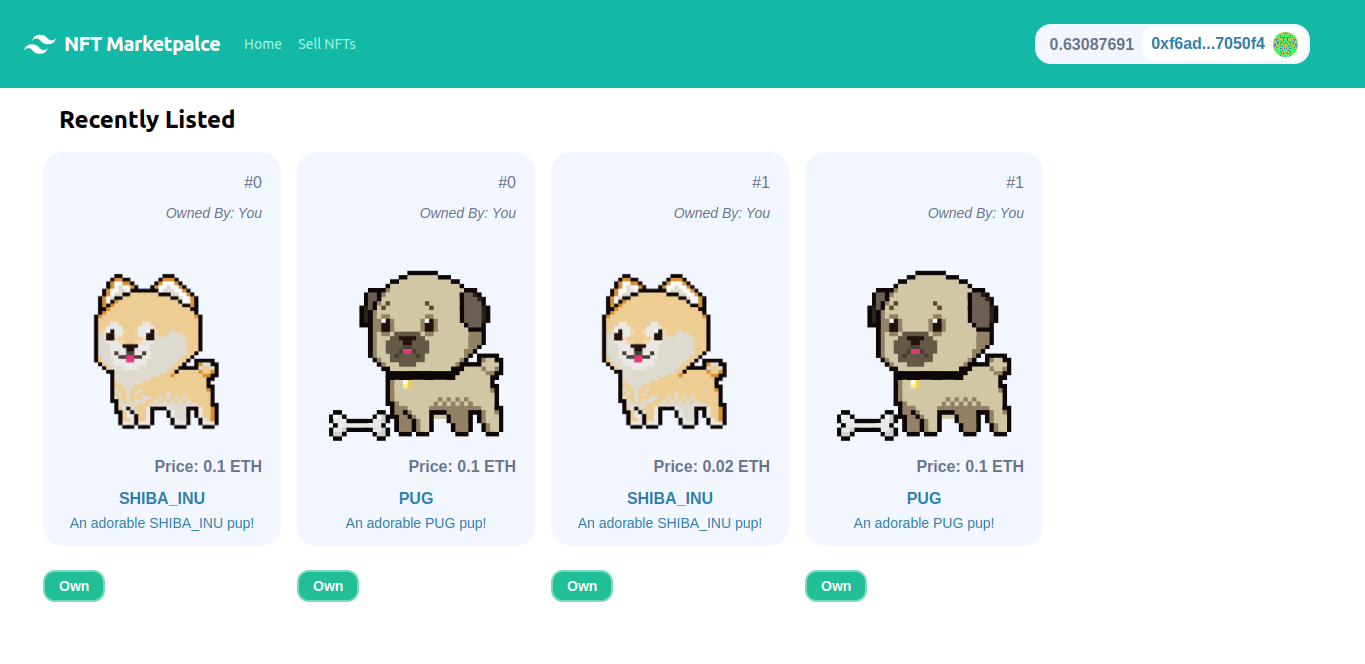 NFT Marketpalce
Home
Sell NFTs
0.63087691
0xf6ad...7050f4
Recently Listed
#0
Owned By: You
Price: 0.1 ETH
SHIBA_INU
An adorable SHIBA_INU pup!
Own
#0
Owned By: You
Price: 0.1 ETH
PUG
An adorable PUG pup!
Own
#1
Owned By: You
Price: 0.02 ETH
SHIBA_INU
An adorable SHIBA_INU pup!
Own
#1
Owned By: You
Price: 0.1 ETH
PUG
An adorable PUG pup!
Own